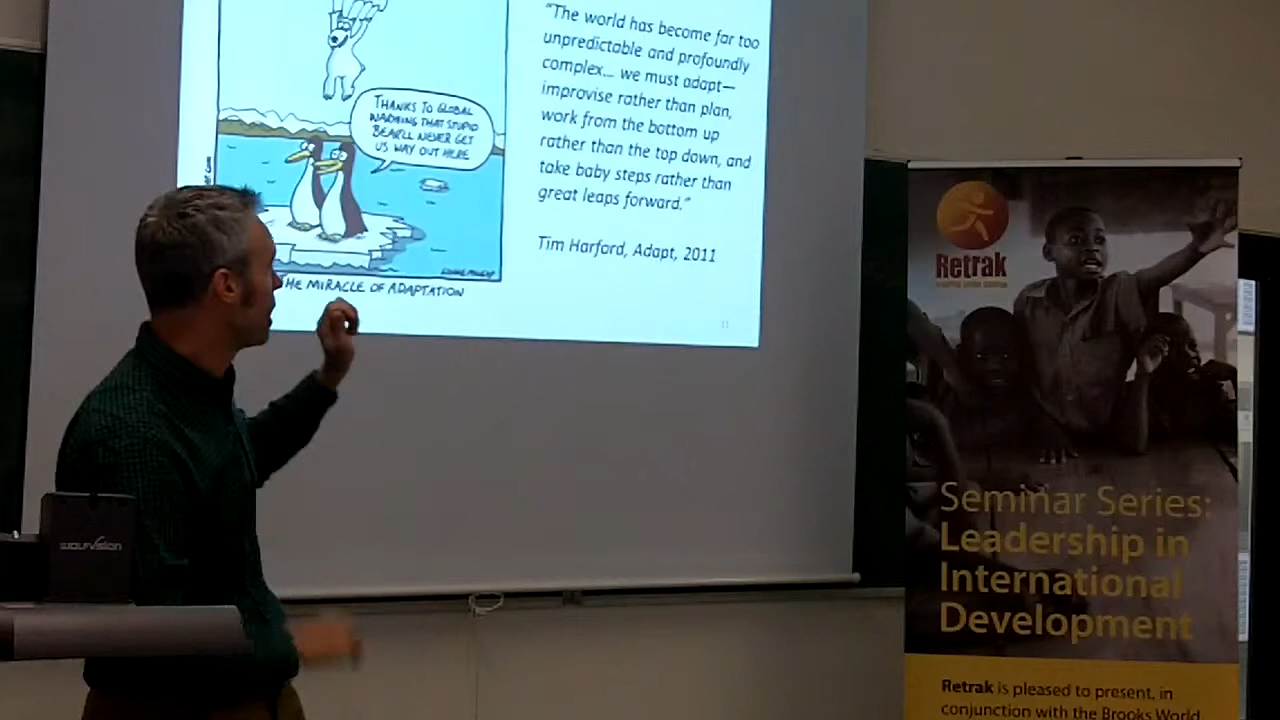 THANKS TO GLOBAL
WARMING THAT STUPID
BEAR'LL NEVER GET
US WAY OUT HERE
HE MIRACLE OF ADAPTATION
"The world has become far too
unpredictable and profoundly
complex... we must adapt—
improvise rather than plan,
work from the bottom up
rather than the top down, and
take baby steps rather than
great leaps forward."
Tim Harford, Adapt, 2011
11
WOLFVISION
Retrak
Seminar Series:
Leadership in
International
Development
Retrak is pleased to present, in
conjunction with the Brooks World